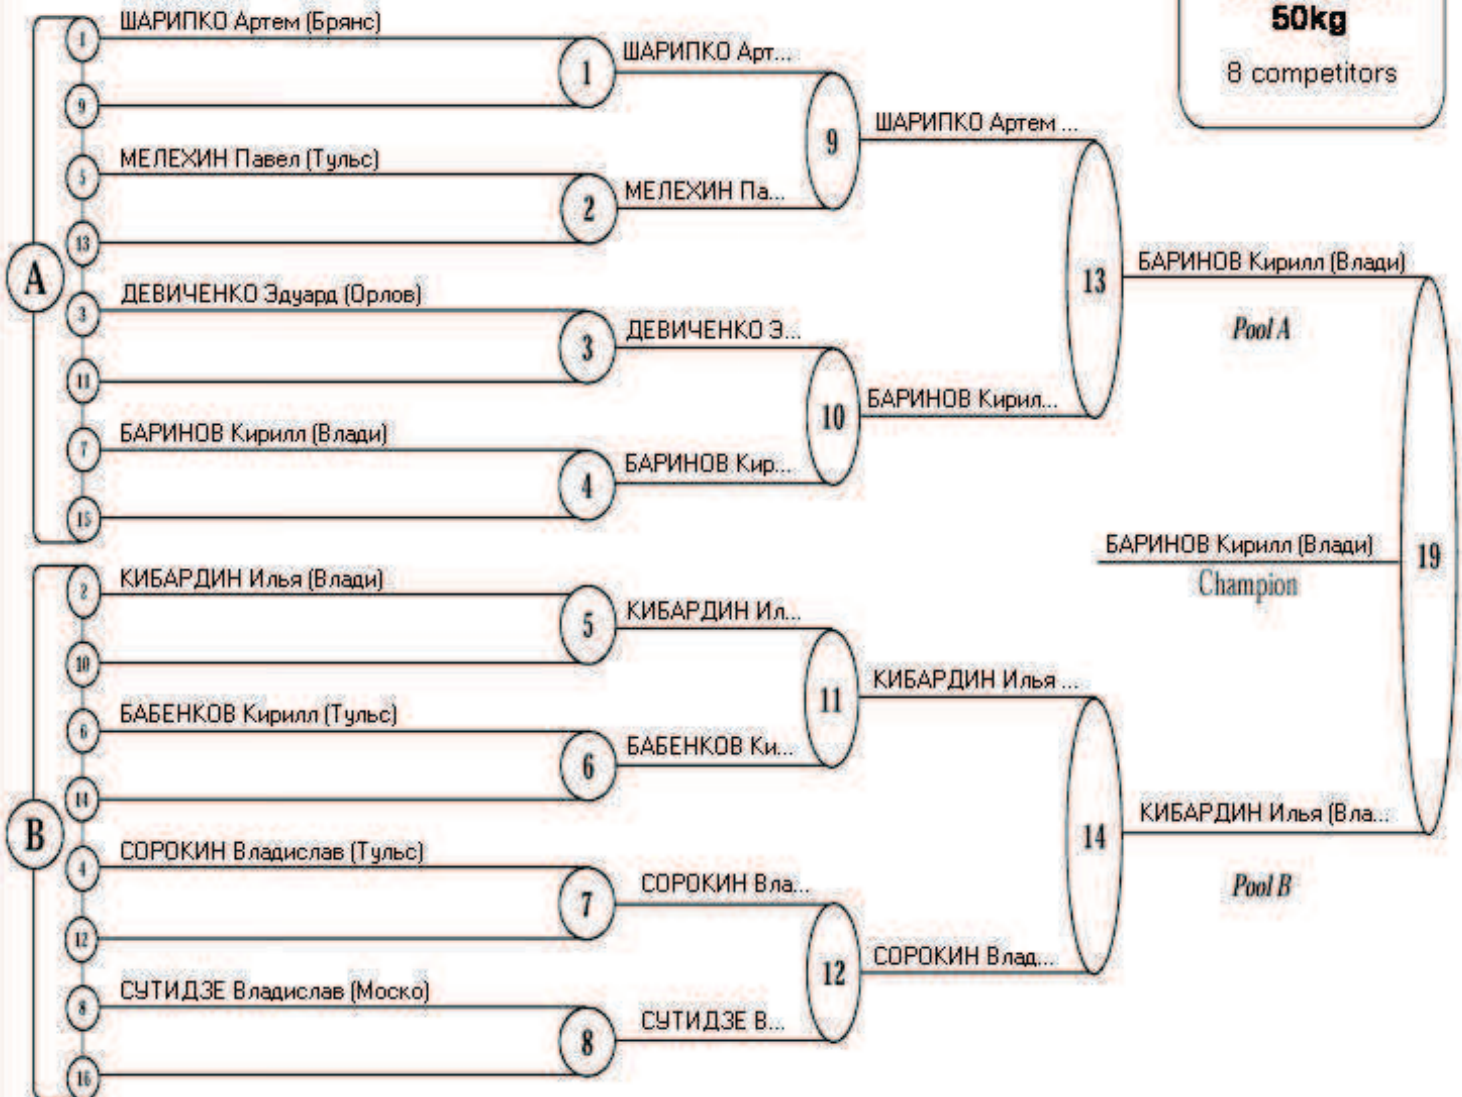 50kg
8 competitors
A
1
ШАРИПКО Артем (Брянс)
9
5
МЕЛЕХИН Павел (Тульс)
13
3
ДЕВИЧЕНКО Эдуард (Орлов)
11
7
БАРИНОВ Кирилл (Влади)
15
B
2
КИБАРДИН Илья (Влади)
10
6
БАБЕНКОВ Кирилл (Тульс)
14
4
СОРОКИН Владислав (Тульс)
12
8
СУТИДЗЕ Владислав (Моско)
16
1
ШАРИПКО Арт...
2
МЕЛЕХИН Па...
3
ДЕВИЧЕНКО Э...
4
БАРИНОВ Кир...
5
КИБАРДИН Ил...
6
БАБЕНКОВ Ки...
7
СОРОКИН Вла...
8
СУТИДЗЕ В...
9
ШАРИПКО Артем ...
10
БАРИНОВ Кирил...
11
КИБАРДИН Илья ...
12
СОРОКИН Влад...
13
БАРИНОВ Кирилл (Влади)
Pool A
14
КИБАРДИН Илья (Вла...
Pool B
19
БАРИНОВ Кирилл (Влади)
Champion